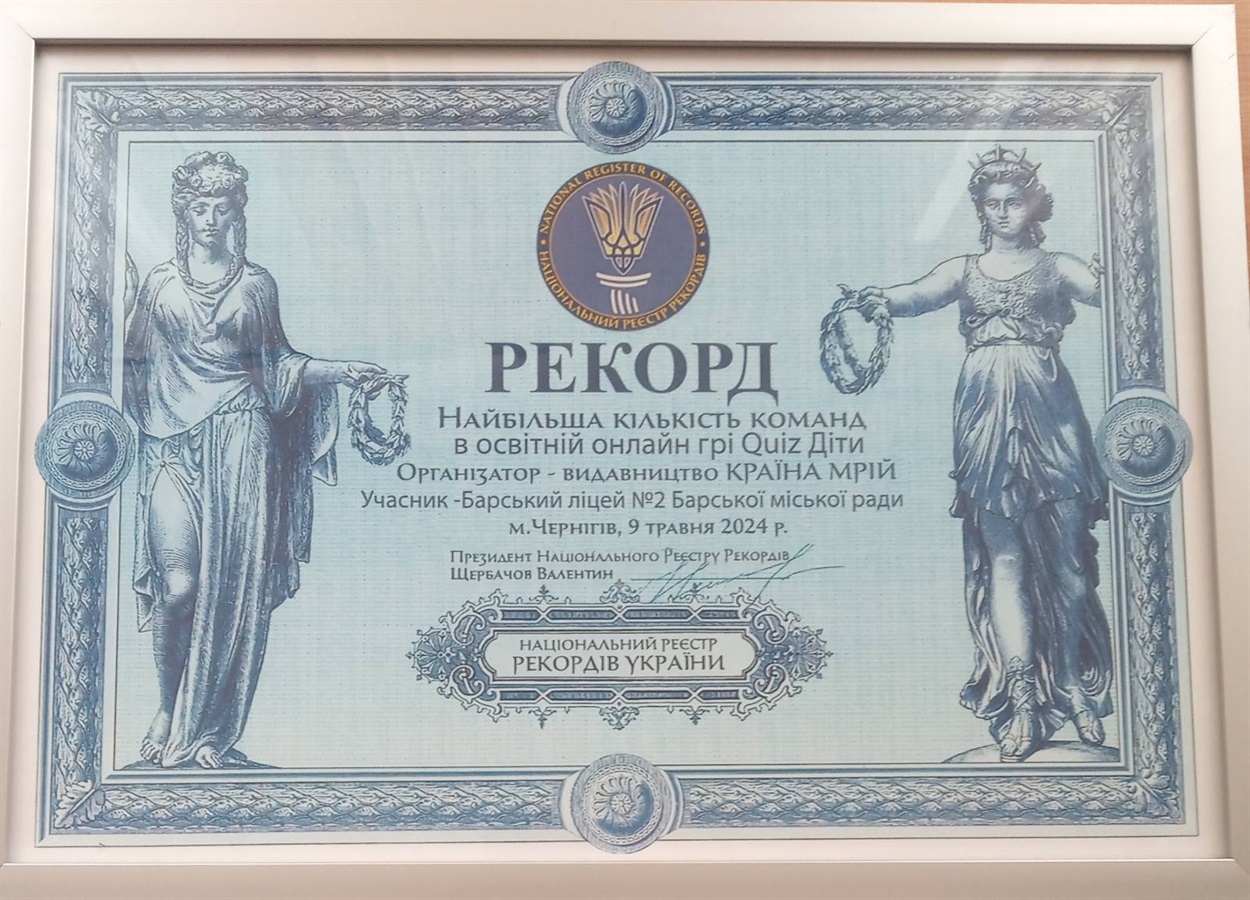 NATIONAL REGISTER OF RECORDS
НАЦІОНАЛЬНИЙ РЕЄСТР РЕКОРДІВ
РЕКОРД
Найбільша кількість команд
в освітній онлайн грі Quiz Діти
Організатор - видавництво КРАЇНА МРІЙ
Учасник -Барський ліцей №2 Барської міської ради
м.Чернігів, 9 травня 2024 р.
Президент Національного Реєстру Рекордів
Щербачов Валентин
НАЦІОНАЛЬНИЙ РЕЄСТР
РЕКОРДІВ УКРАЇНИ